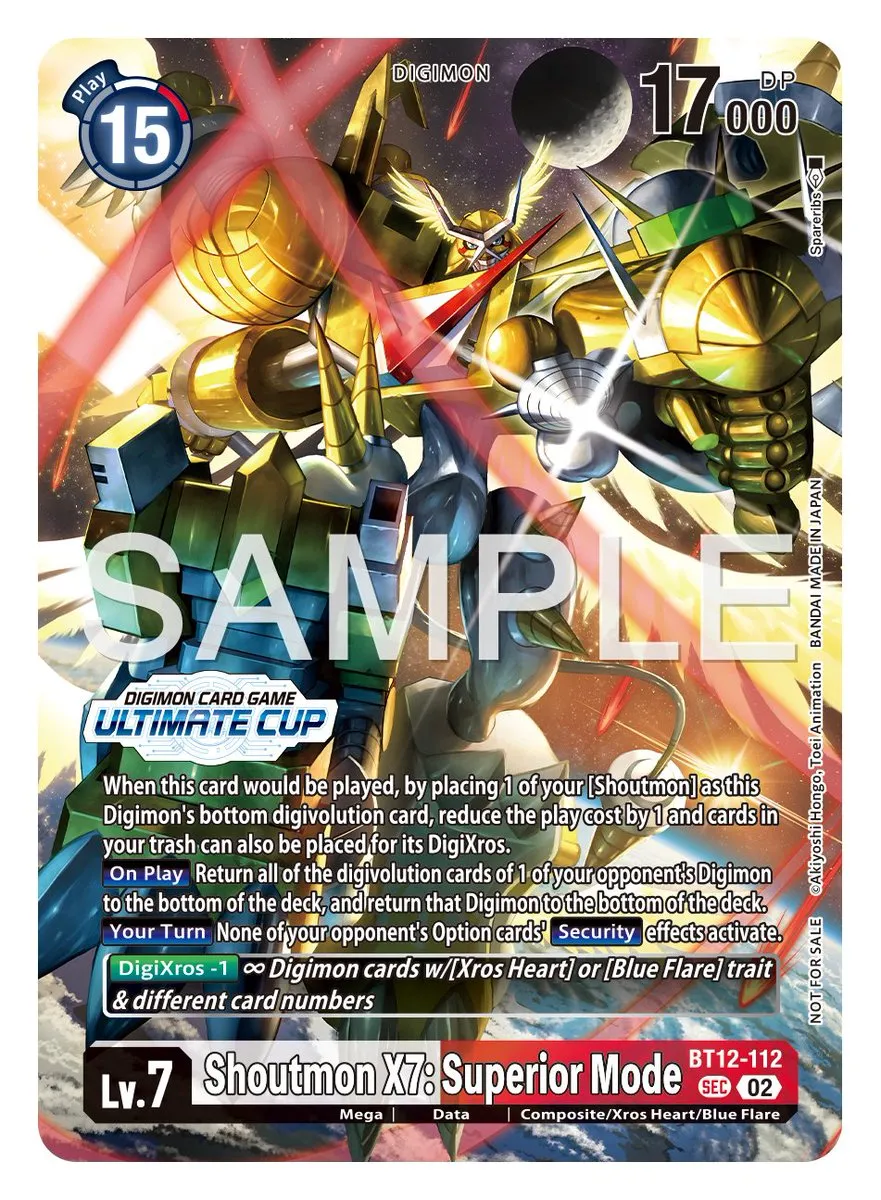 Play
15
DIGIMON
17000
DP
Spareribs
SAMPLE
DIGIMON CARD GAME
ULTIMATE CUP
When this card would be played, by placing 1 of your [Shoutmon] as this
Digimon's bottom digivolution card, reduce the play cost by 1 and cards in
your trash can also be placed for its DigiXros.
On Play Return all of the digivolution cards of 1 of your opponent's Digimon
to the bottom of the deck, and return that Digimon to the bottom of the deck.
Your Turn None of your opponent's Option cards' Security effects activate.
DigiXros -1 ∞ Digimon cards w/[Xros Heart] or [Blue Flare] trait
& different card numbers
NOT FOR SALE ©Akiyoshi Hongo, Toei Animation BANDAI MADE IN JAPAN
Lv.7
Shoutmon X7: Superior Mode
BT12-112
SEC 02
Mega | Data | Composite/Xros Heart/Blue Flare